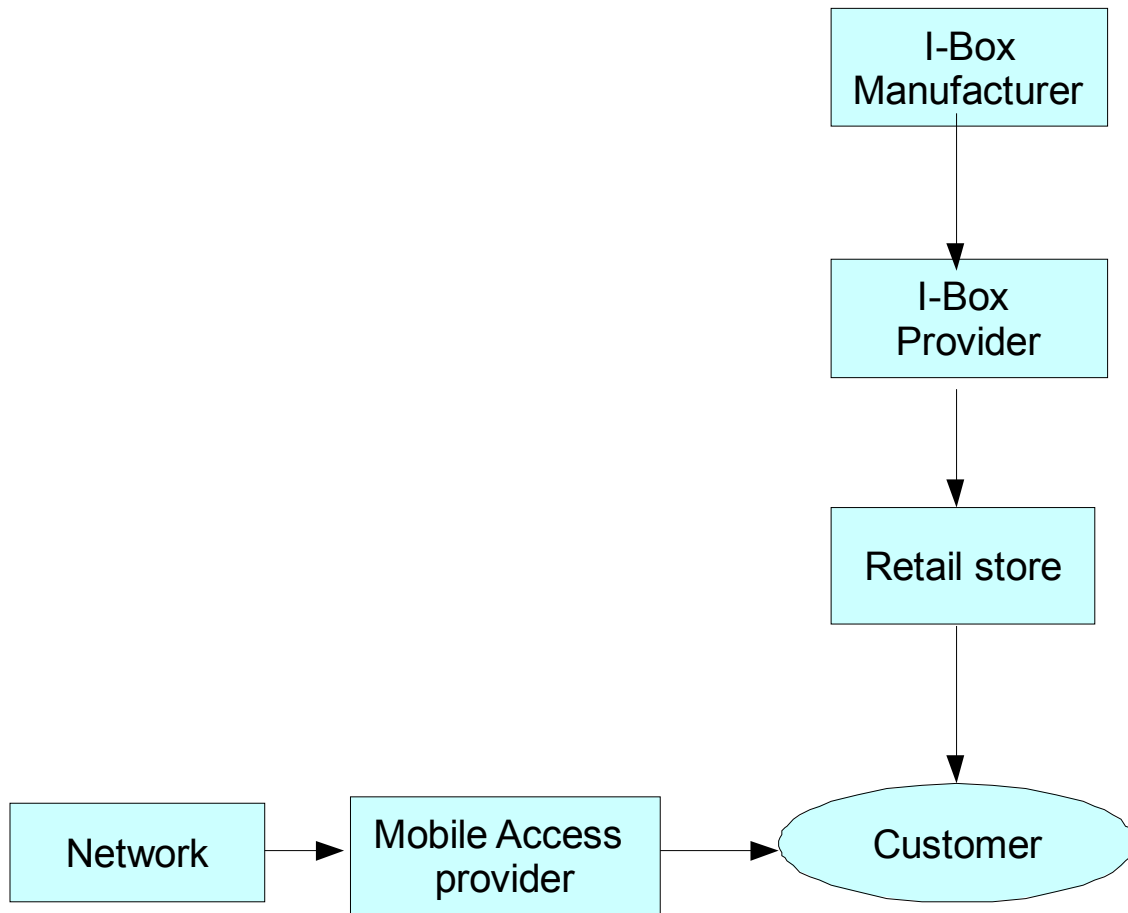 I-Box
Manufacturer
I-Box
Provider
Retail store
Network
Mobile Access
provider
Customer